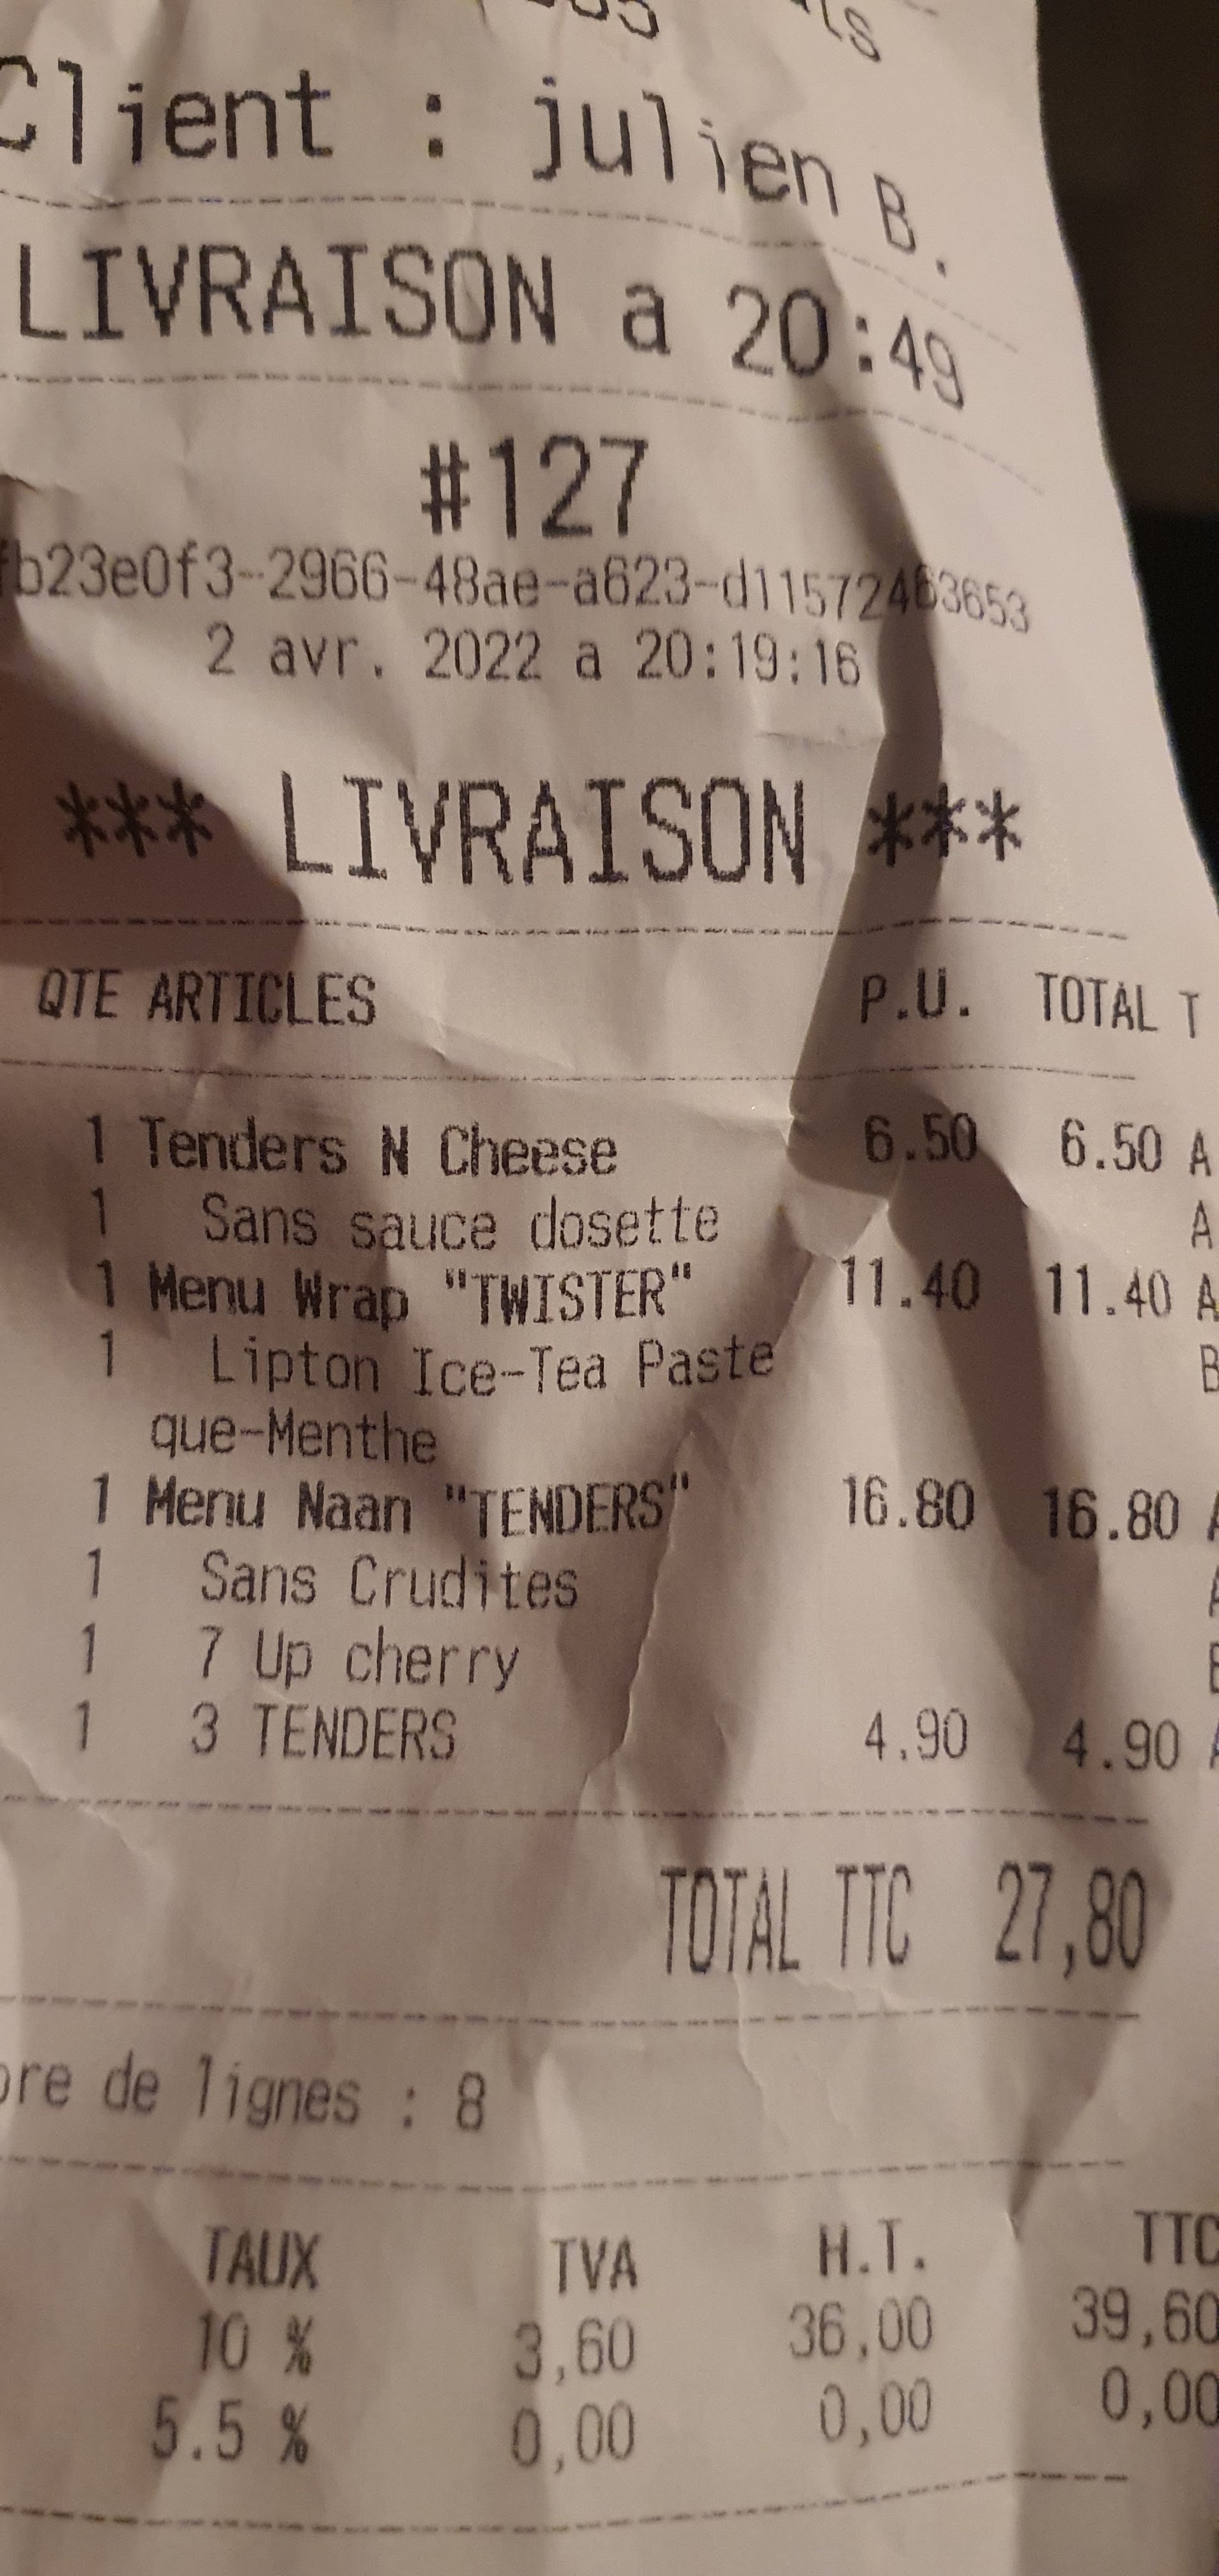 Client : julien B.
LIVRAISON a 20:49
#127
fb23e0f3-2966-48ae-a623-d11572463653
2 avr. 2022 a 20:19:16
*** LIVRAISON ***
QTE ARTICLES P.U. TOTAL T
1 Tenders N Cheese 6.50 6.50 A
1 Sans sauce dosette A
1 Menu Wrap "TWISTER" 11.40 11.40 A
1 Lipton Ice-Tea Paste B
que-Menthe
1 Menu Naan "TENDERS" 16.80 16.80 A
1 Sans Crudites A
1 7 Up cherry B
1 3 TENDERS 4.90 4.90 A
TOTAL TTC 27,80
bre de lignes : 8
TAUX TVA H.T. TTC
10 % 3,60 36,00 39,60
5.5 % 0,00 0,00 0,00